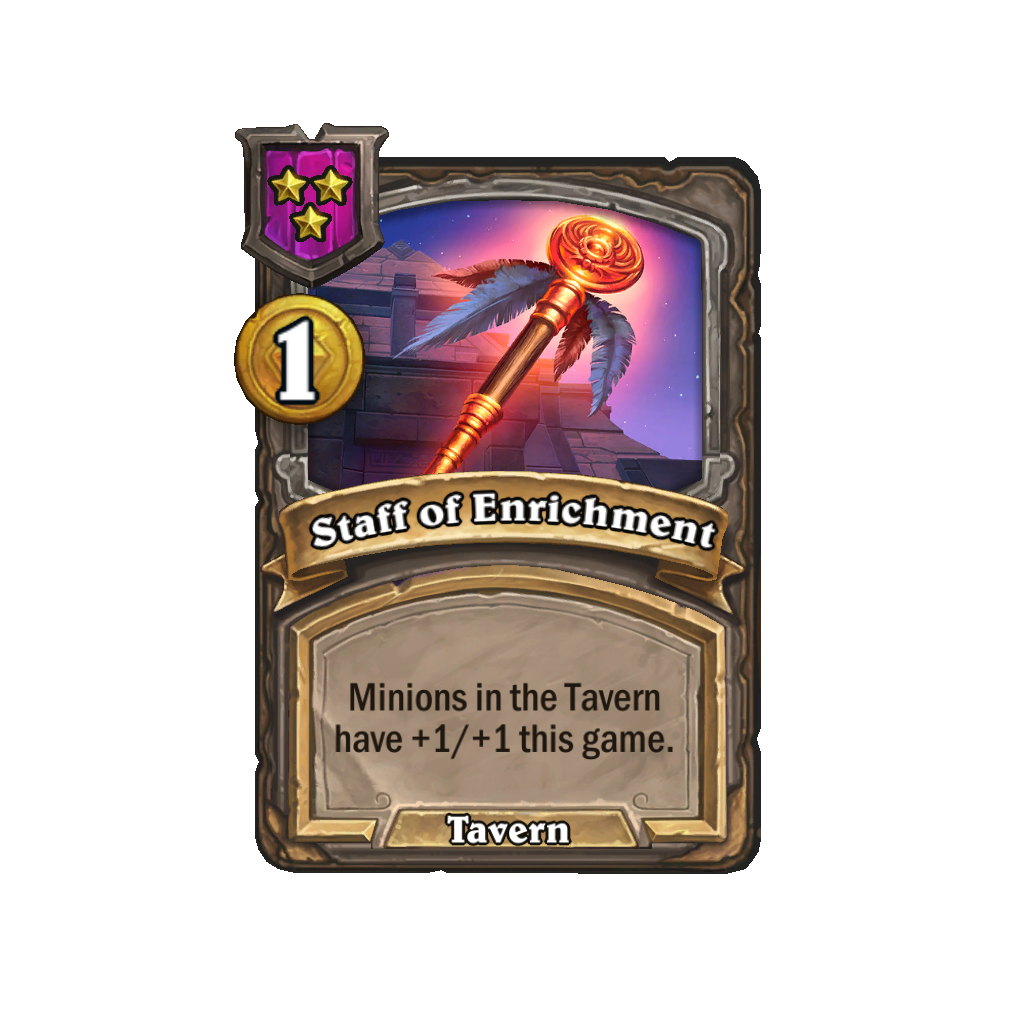 1
Staff of Enrichment
Minions in the Tavern
have +1/+1 this game.
Tavern